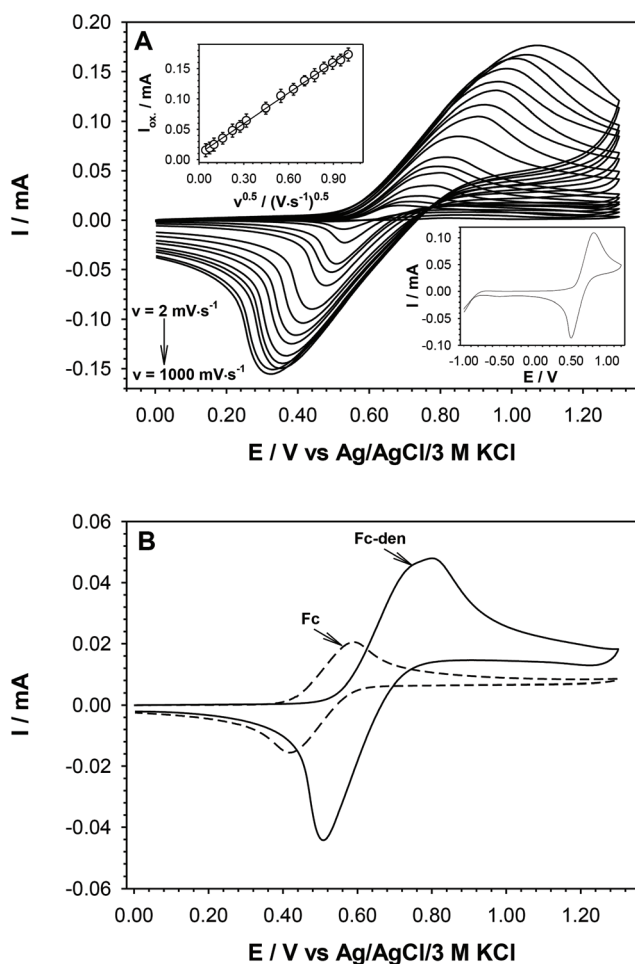 A
I / mA
0.20
0.15
0.10
0.05
0.00
-0.05
-0.10
-0.15
I_ox. / mA
0.15
0.10
0.05
0.00
0.00 0.30 0.60 0.90
v^0.5 / (V·s⁻¹)^0.5
v = 2 mV·s⁻¹
v = 1000 mV·s⁻¹
I / mA
0.10
0.05
0.00
-0.05
-0.10
-1.00 0.00 0.50 1.00
E / V
0.00 0.20 0.40 0.60 0.80 1.00 1.20
E / V vs Ag/AgCl/3 M KCl
B
I / mA
0.06
0.04
0.02
0.00
-0.02
-0.04
-0.06
Fc-den
Fc
0.00 0.20 0.40 0.60 0.80 1.00 1.20
E / V vs Ag/AgCl/3 M KCl